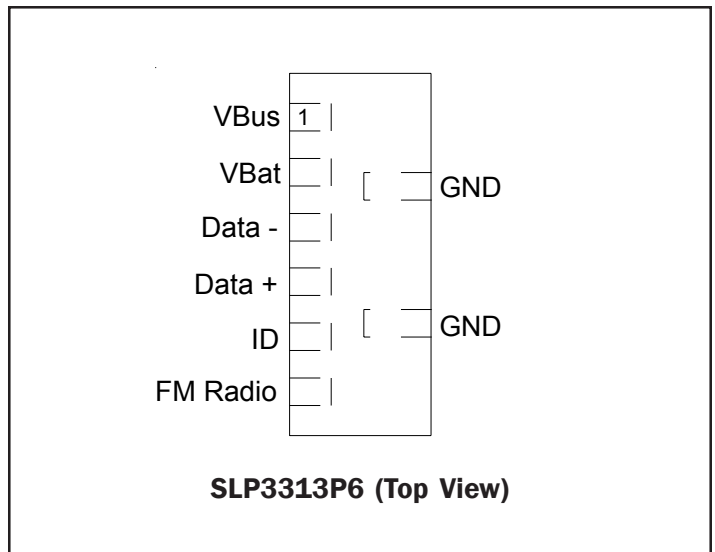 VBus 1
VBat
GND
Data -
Data +
GND
ID
FM Radio
SLP3313P6 (Top View)